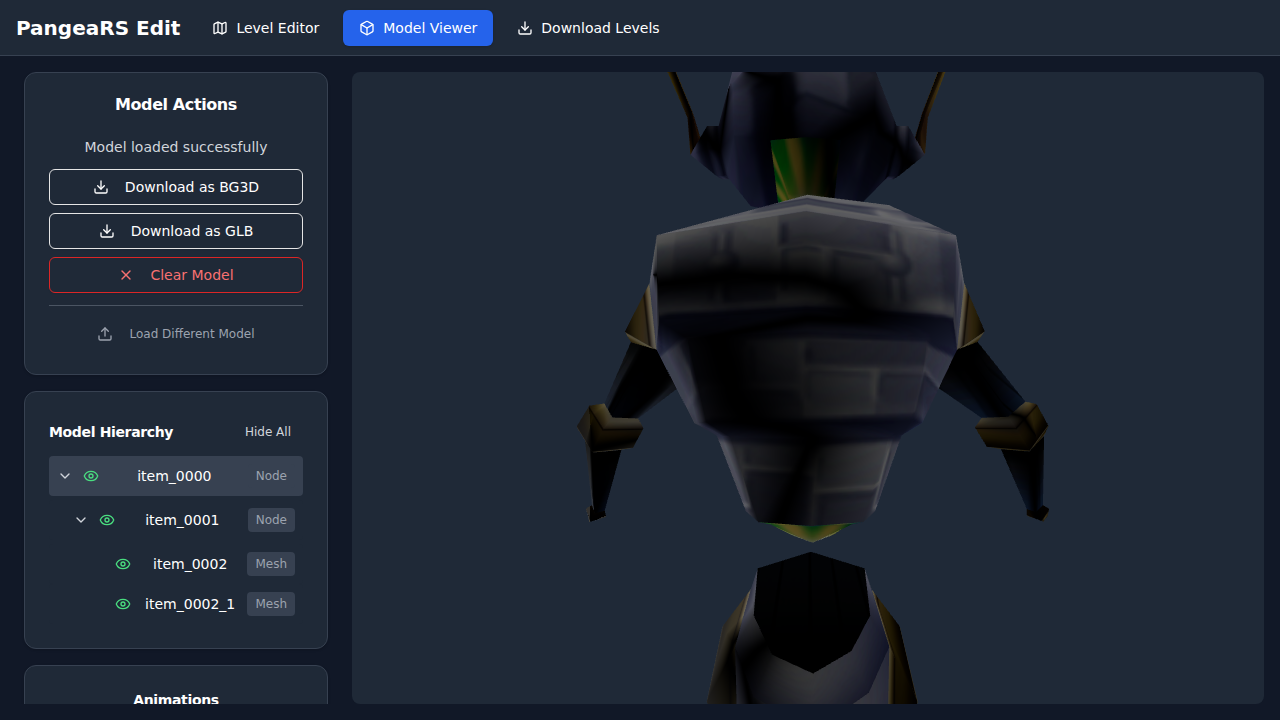 PangeaRS Edit
Level Editor
Model Viewer
Download Levels
Model Actions
Model loaded successfully
Download as BG3D
Download as GLB
Clear Model
Load Different Model
Model Hierarchy
Hide All
item_0000
Node
item_0001
Node
item_0002
Mesh
item_0002_1
Mesh
Animations